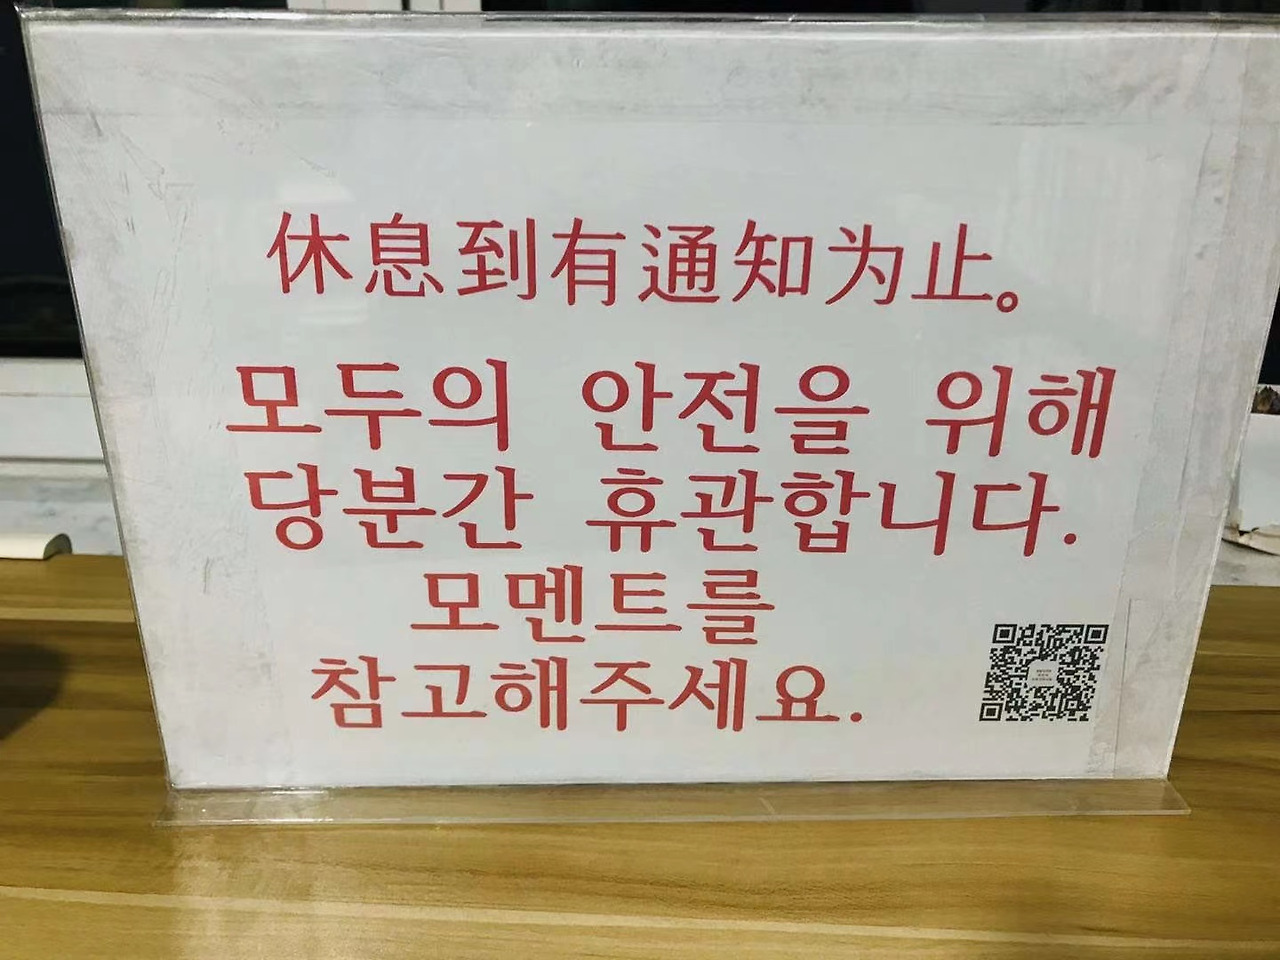 休息到有通知为止。
모두의 안전을 위해
당분간 휴관합니다.
모멘트를
참고해주세요.